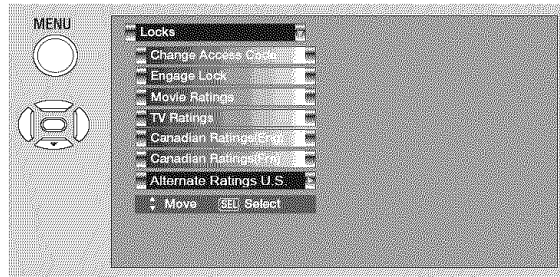 MENU
Locks
Change Access Code
Engage Lock
Movie Ratings
TV Ratings
Canadian Ratings(Eng)
Canadian Ratings(Frn)
Alternate Ratings U.S.
Move SEL Select